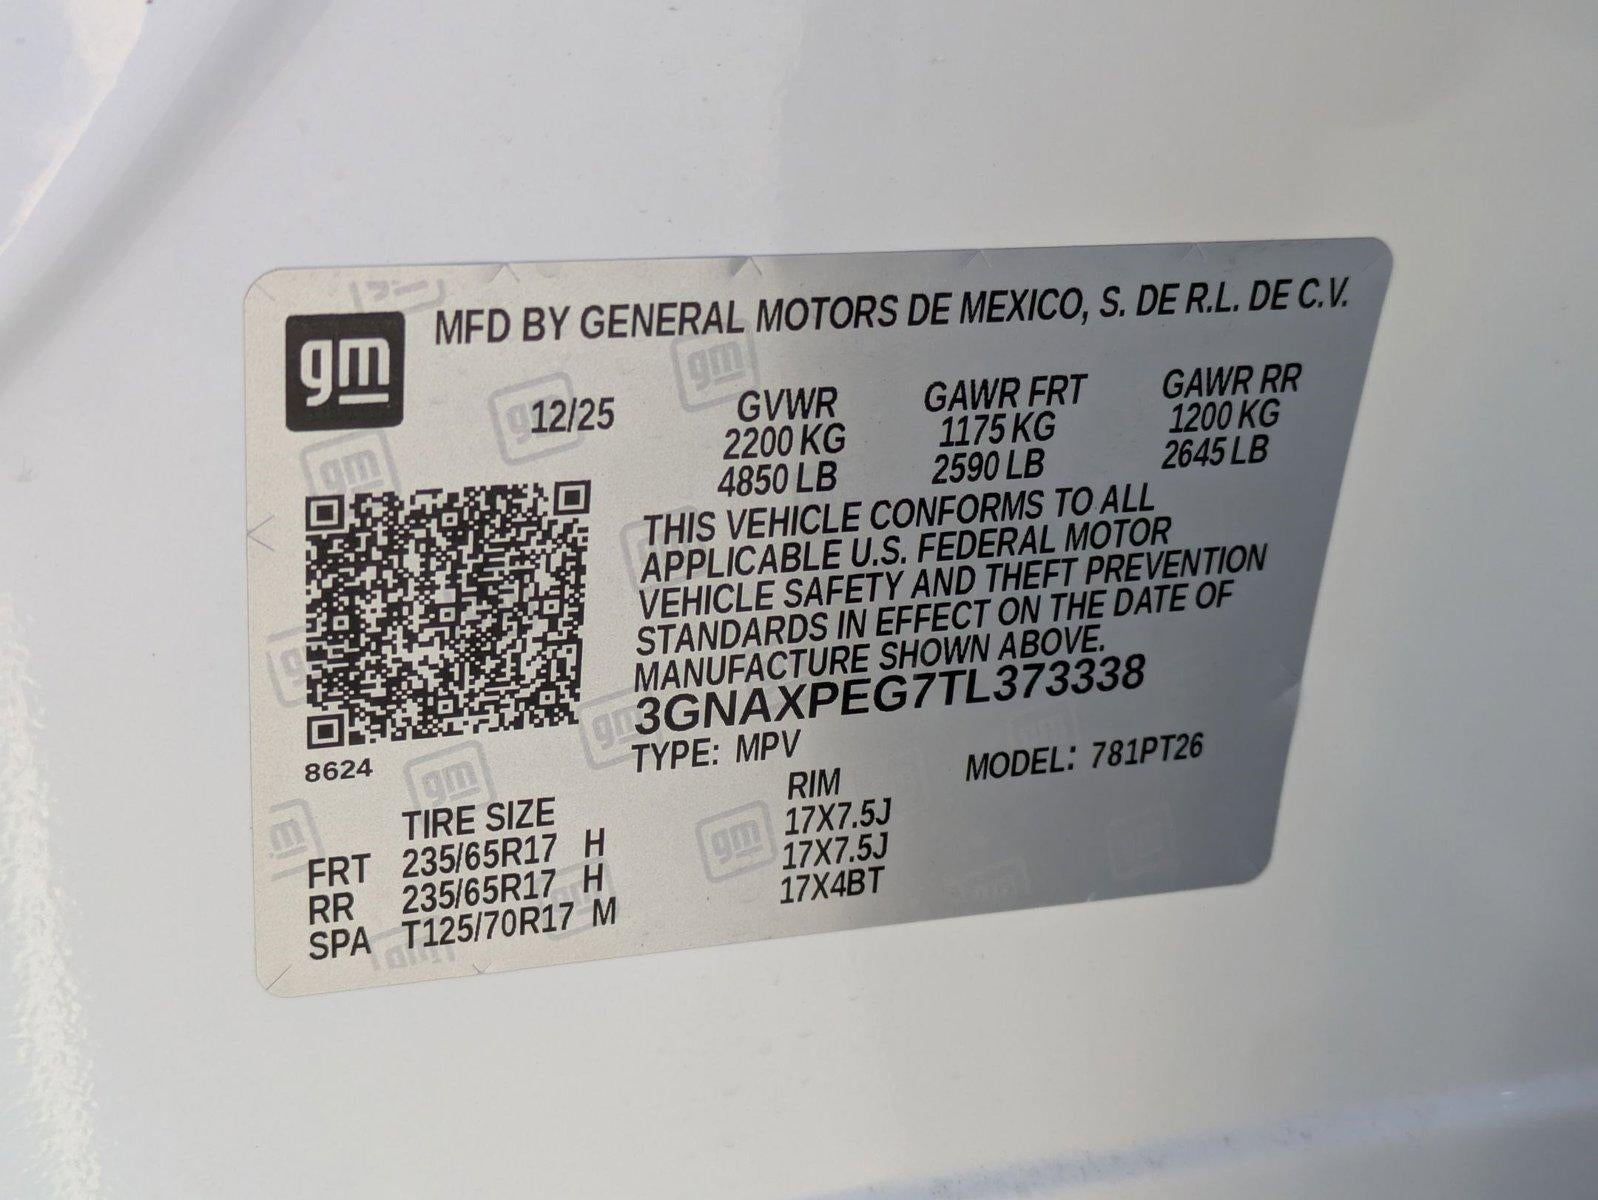 gm
MFD BY GENERAL MOTORS DE MEXICO, S. DE R.L. DE C.V.
12/25 GVWR GAWR FRT GAWR RR
2200 KG 1175 KG 1200 KG
4850 LB 2590 LB 2645 LB
THIS VEHICLE CONFORMS TO ALL
APPLICABLE U.S. FEDERAL MOTOR
VEHICLE SAFETY AND THEFT PREVENTION
STANDARDS IN EFFECT ON THE DATE OF
MANUFACTURE SHOWN ABOVE.
3GNAXPEG7TL373338
TYPE: MPV MODEL: 781PT26
8624
TIRE SIZE RIM
FRT 235/65R17 H 17X7.5J
RR 235/65R17 H 17X7.5J
SPA T125/70R17 M 17X4BT